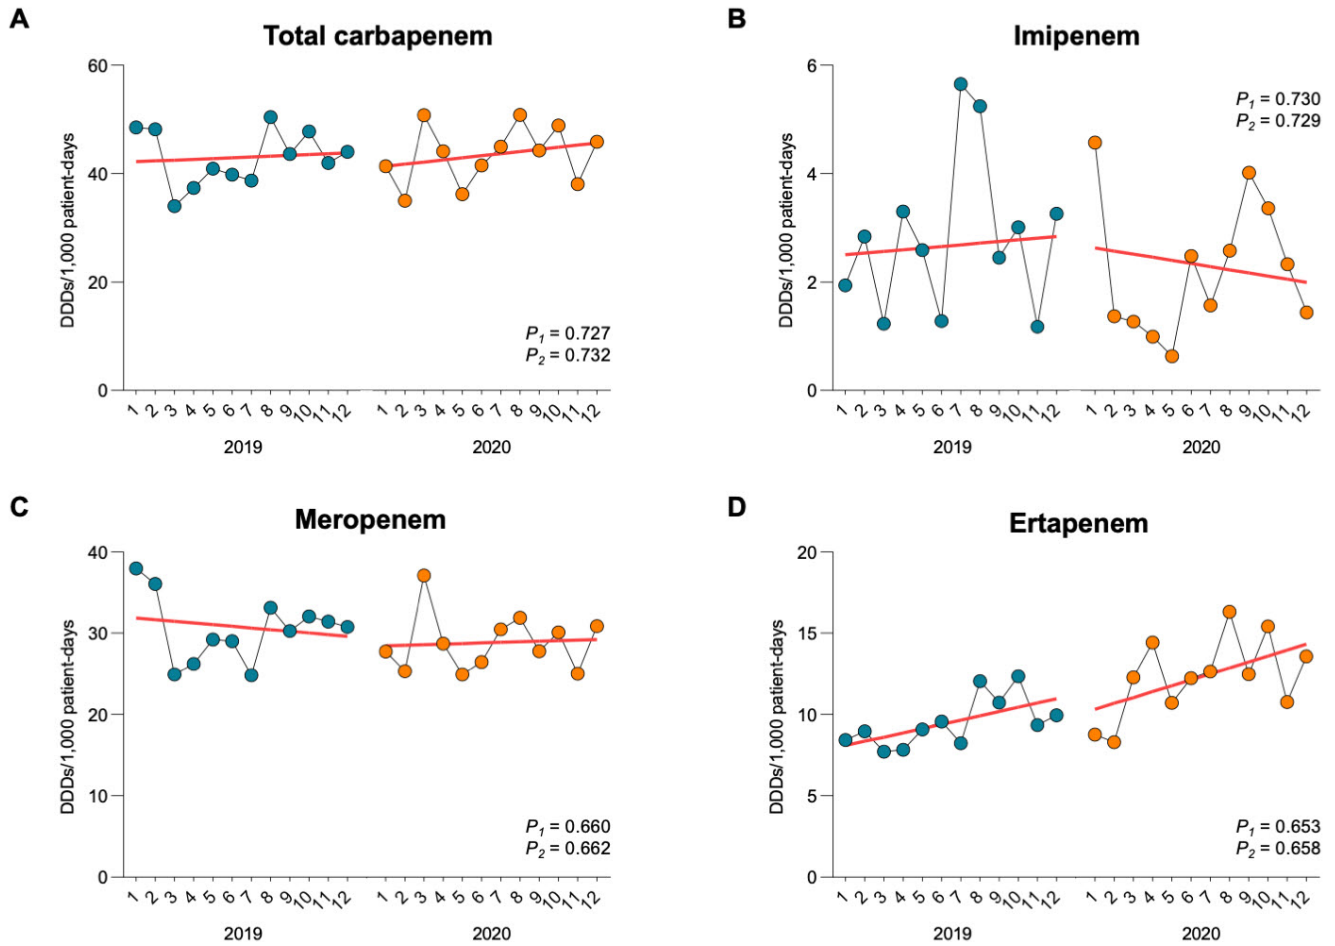 A
Total carbapenem
DDDs/1,000 patient-days
60
40
20
0
P1 = 0.727
P2 = 0.732
1 2 3 4 5 6 7 8 9 10 11 12 1 2 3 4 5 6 7 8 9 10 11 12
2019 2020
B
Imipenem
DDDs/1,000 patient-days
6
4
2
0
P1 = 0.730
P2 = 0.729
1 2 3 4 5 6 7 8 9 10 11 12 1 2 3 4 5 6 7 8 9 10 11 12
2019 2020
C
Meropenem
DDDs/1,000 patient-days
40
30
20
10
0
P1 = 0.660
P2 = 0.662
1 2 3 4 5 6 7 8 9 10 11 12 1 2 3 4 5 6 7 8 9 10 11 12
2019 2020
D
Ertapenem
DDDs/1,000 patient-days
20
15
10
5
0
P1 = 0.653
P2 = 0.658
1 2 3 4 5 6 7 8 9 10 11 12 1 2 3 4 5 6 7 8 9 10 11 12
2019 2020